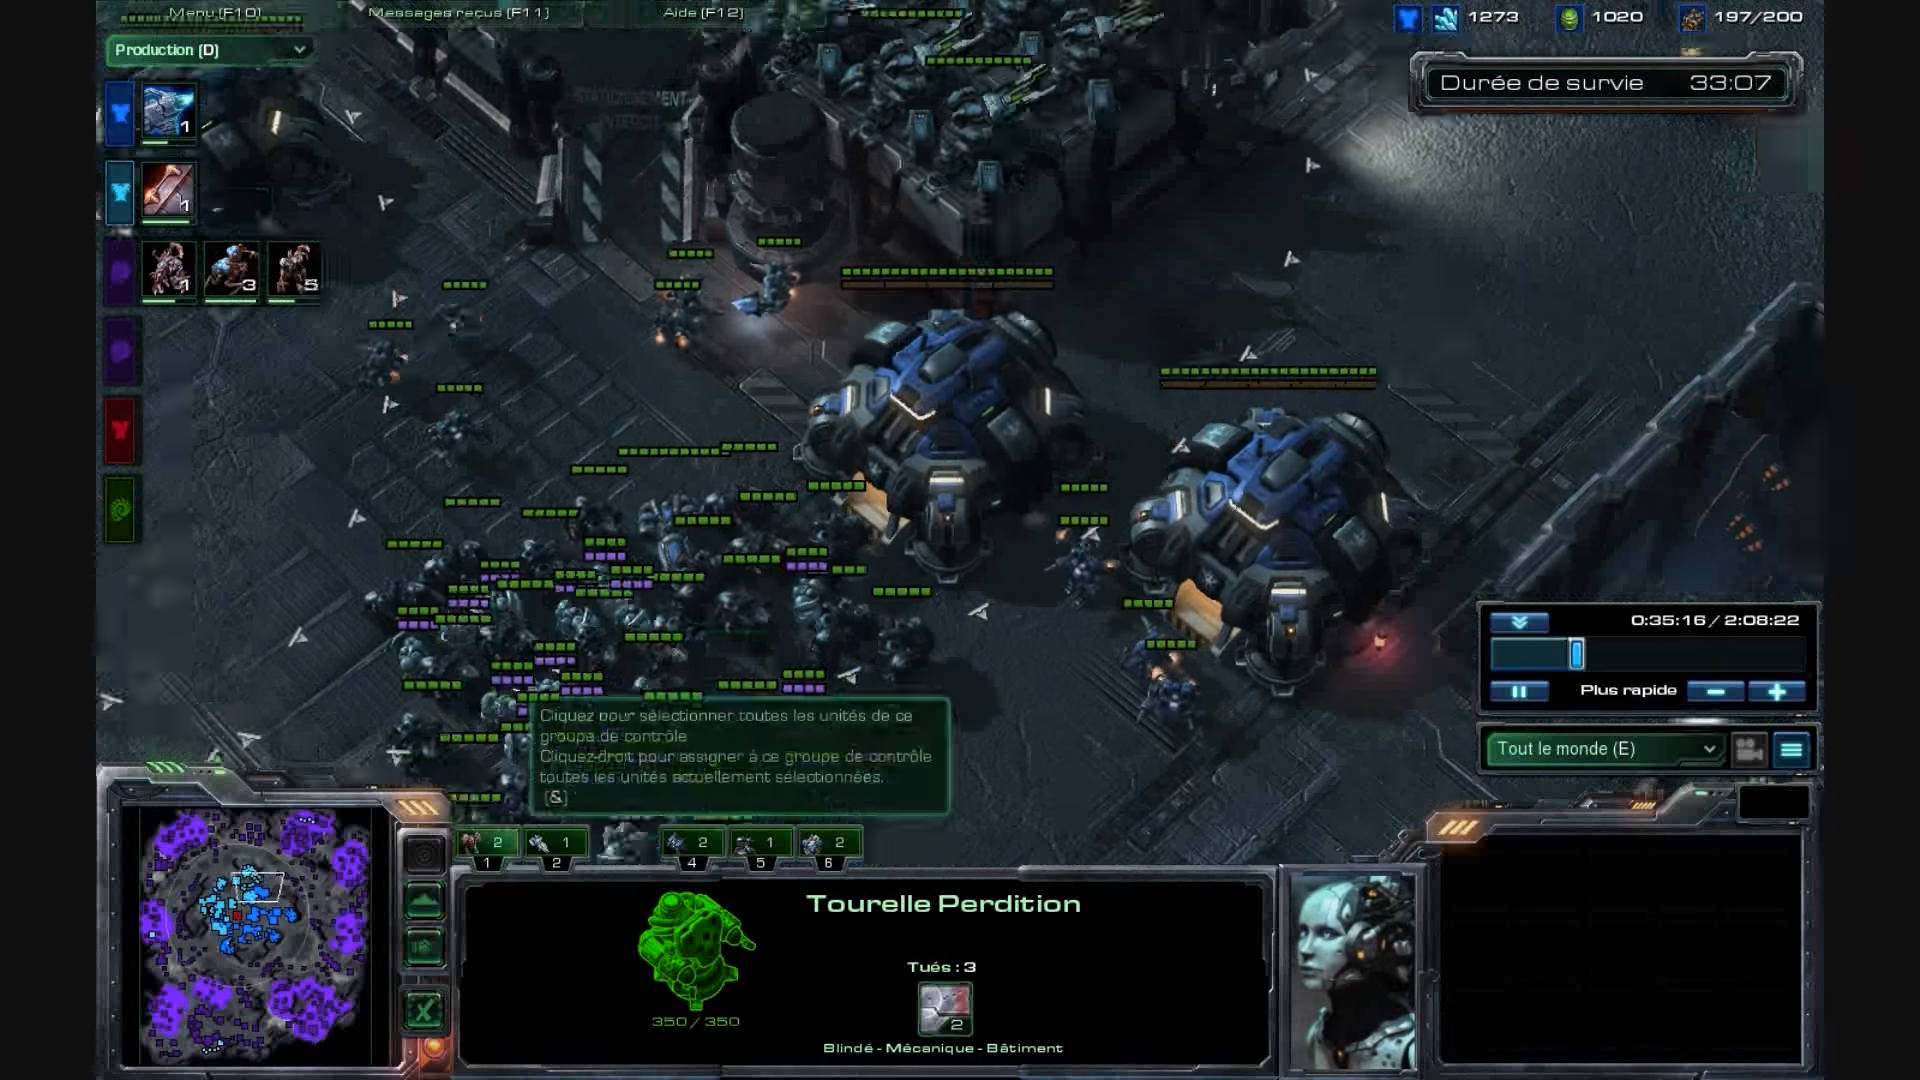 Menu (F10)
Messages reçus (F11)
Aide (F12)
1273
1020
197/200
Production (D)
Durée de survie 33:07
1
1
1
3
5
0:35:16 / 2:08:22
Plus rapide
Tout le monde (E)
Cliquez pour sélectionner toutes les unités de ce
groupe de contrôle
Cliquez-droit pour assigner à ce groupe de contrôle
toutes les unités actuellement sélectionnées.
(&)
2
1
2
1
2
1
2
4
5
6
Tourelle Perdition
Tués : 3
2
350 / 350
Blindé - Mécanique - Bâtiment